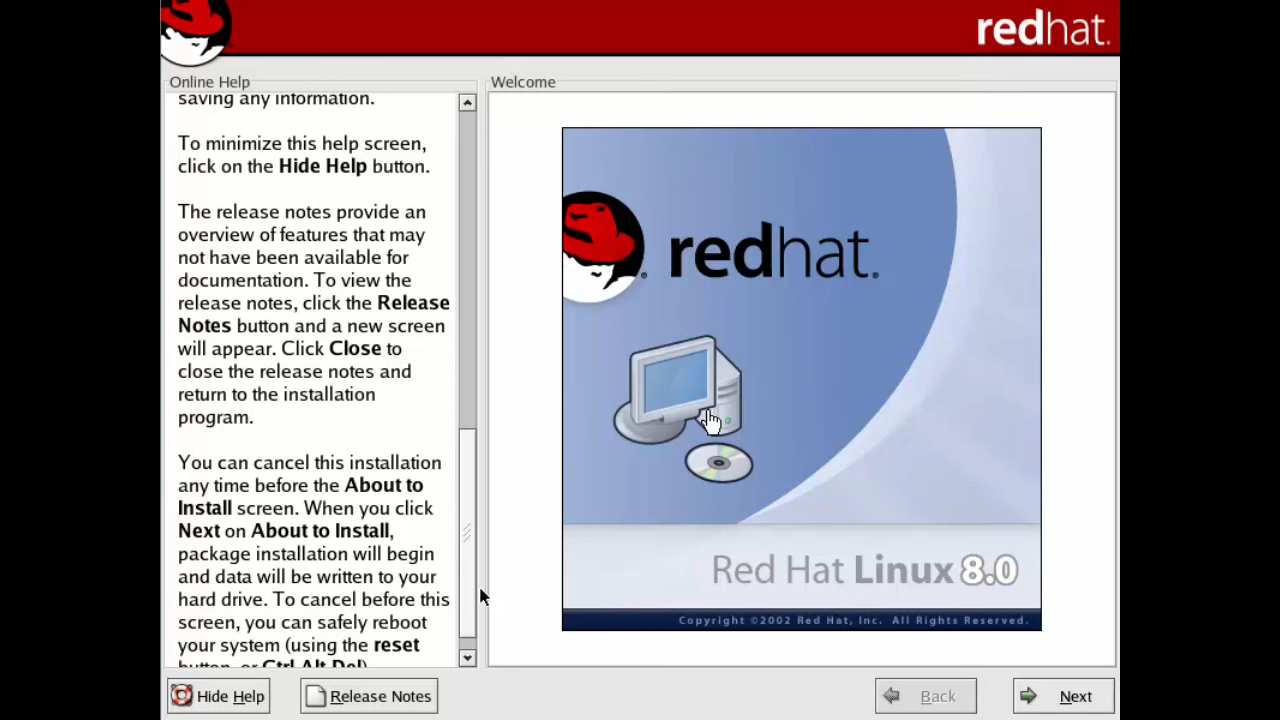 redhat.
Online Help
saving any information.
To minimize this help screen,
click on the Hide Help button.
The release notes provide an
overview of features that may
not have been available for
documentation. To view the
release notes, click the Release
Notes button and a new screen
will appear. Click Close to
close the release notes and
return to the installation
program.
You can cancel this installation
any time before the About to
Install screen. When you click
Next on About to Install,
package installation will begin
and data will be written to your
hard drive. To cancel before this
screen, you can safely reboot
your system (using the reset
button, or Ctrl-Alt-Del).
Welcome
redhat.
Red Hat Linux 8.0
Copyright ©2002 Red Hat, Inc. All Rights Reserved.
Hide Help
Release Notes
Back
Next